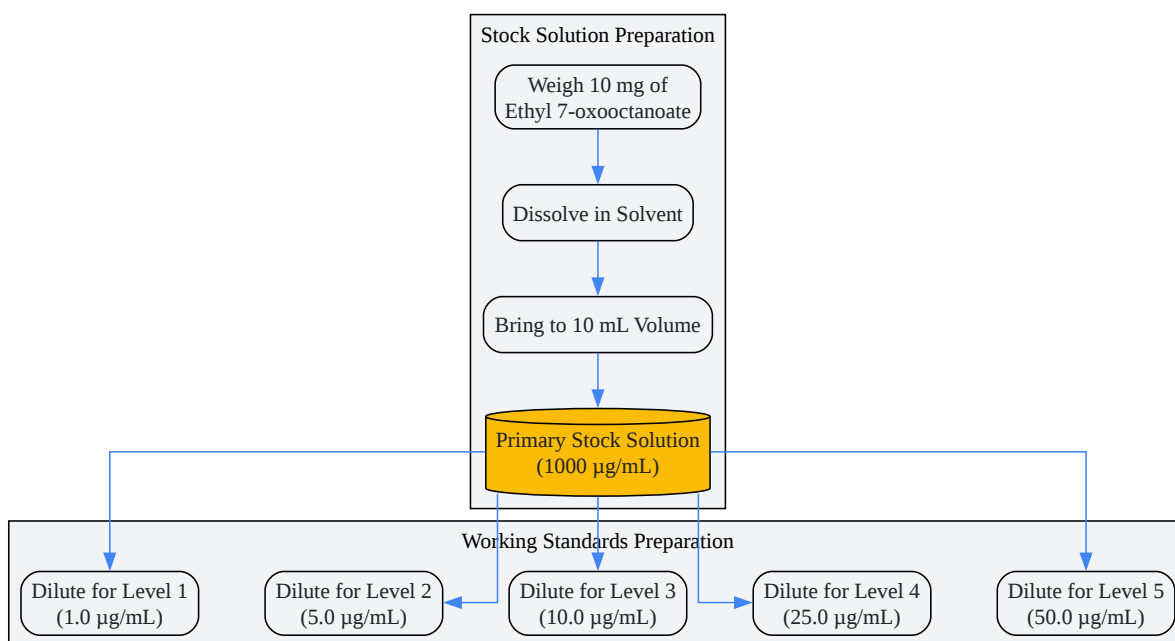 Stock Solution Preparation
Weigh 10 mg of
Ethyl 7-oxooctanoate
Dissolve in Solvent
Bring to 10 mL Volume
Primary Stock Solution
(1000 µg/mL)
Working Standards Preparation
Dilute for Level 1
(1.0 µg/mL)
Dilute for Level 2
(5.0 µg/mL)
Dilute for Level 3
(10.0 µg/mL)
Dilute for Level 4
(25.0 µg/mL)
Dilute for Level 5
(50.0 µg/mL)